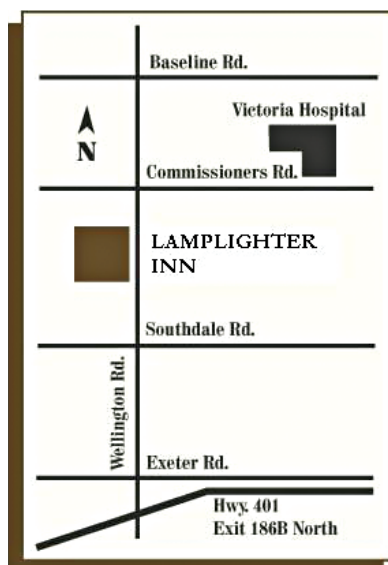 Baseline Rd.
Victoria Hospital
N
Commissioners Rd.
LAMPLIGHTER
INN
Southdale Rd.
Wellington Rd.
Exeter Rd.
Hwy. 401
Exit 186B North